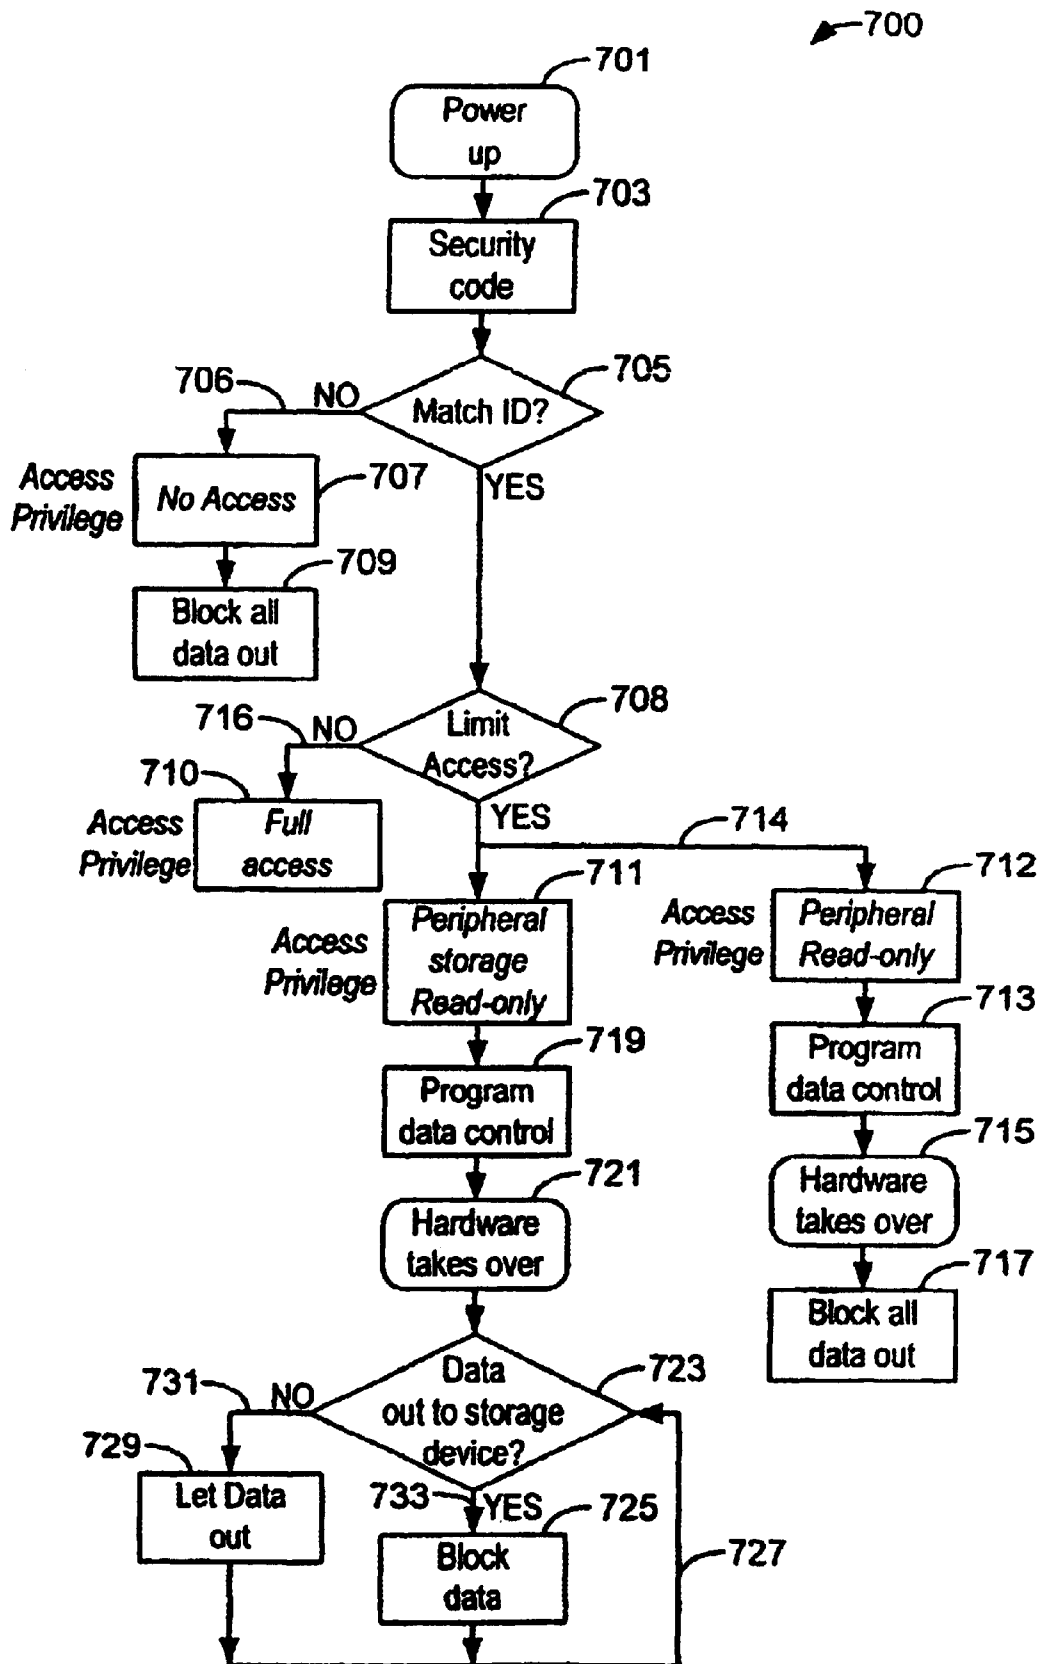 700
701
Power
up
703
Security
code
705
706
NO
Match ID?
YES
Access
Privilege
No Access
707
709
Block all
data out
708
716
NO
Limit
Access?
YES
710
Access
Privilege
Full
access
714
711
Access
Privilege
Peripheral
storage
Read-only
712
Access
Privilege
Peripheral
Read-only
719
Program
data control
713
Program
data control
721
Hardware
takes over
715
Hardware
takes over
717
Block all
data out
723
731
NO
Data
out to storage
device?
729
Let Data
out
733
YES
725
Block
data
727